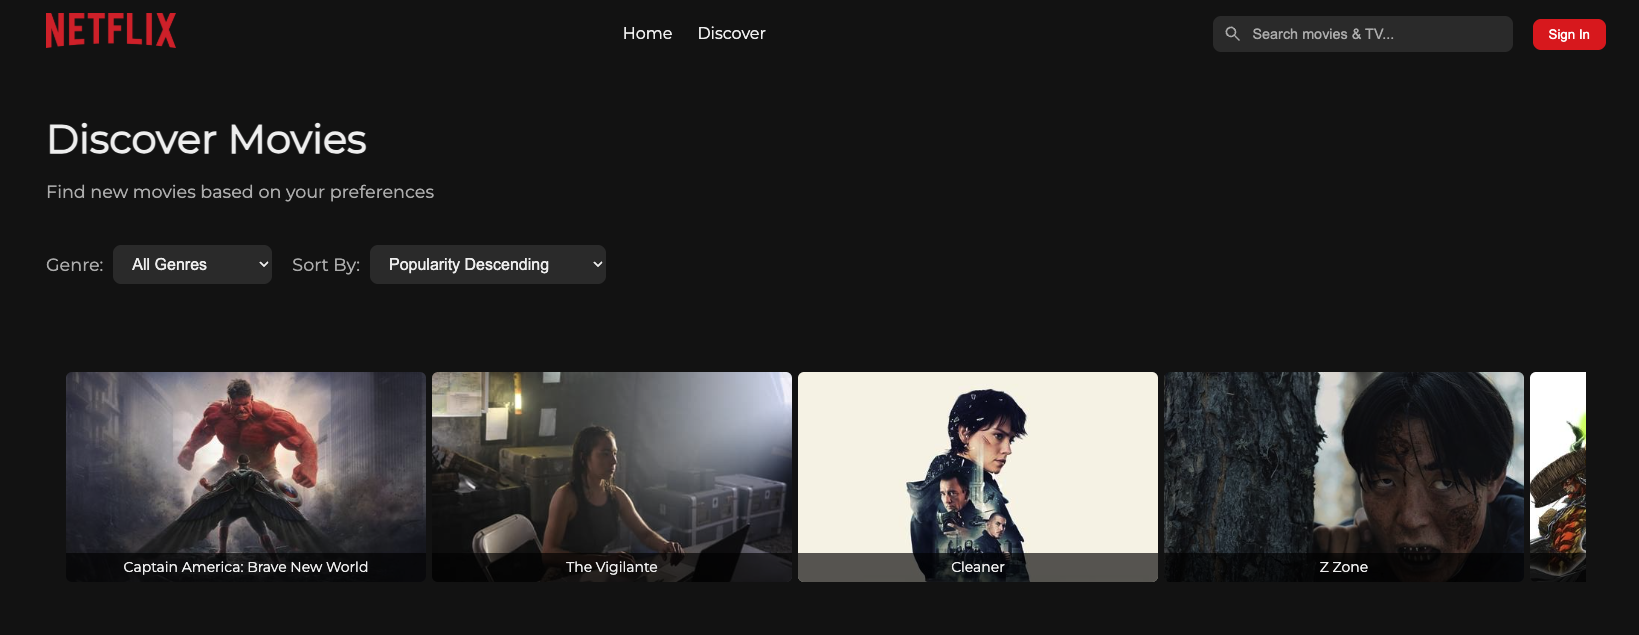 NETFLIX
Home
Discover
Search movies & TV...
Sign In
Discover Movies
Find new movies based on your preferences
Genre:
All Genres
Sort By:
Popularity Descending
Captain America: Brave New World
The Vigilante
Cleaner
Z Zone